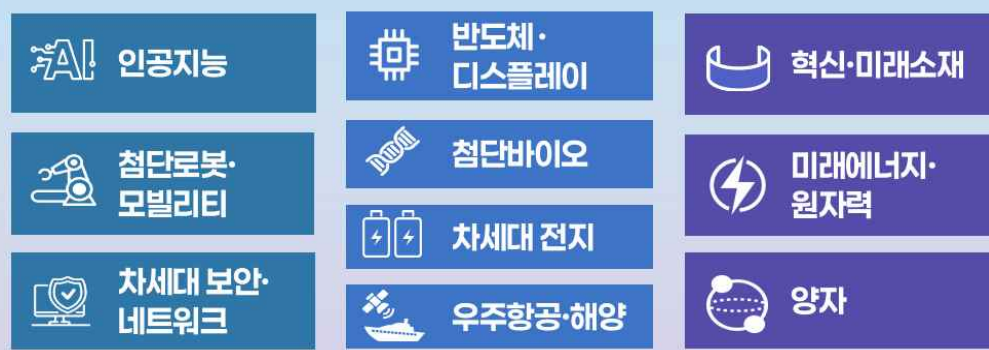 AI 인공지능
첨단로봇·
모빌리티
차세대 보안·
네트워크
반도체·
디스플레이
첨단바이오
차세대 전지
우주항공·해양
혁신·미래소재
미래에너지·
원자력
양자